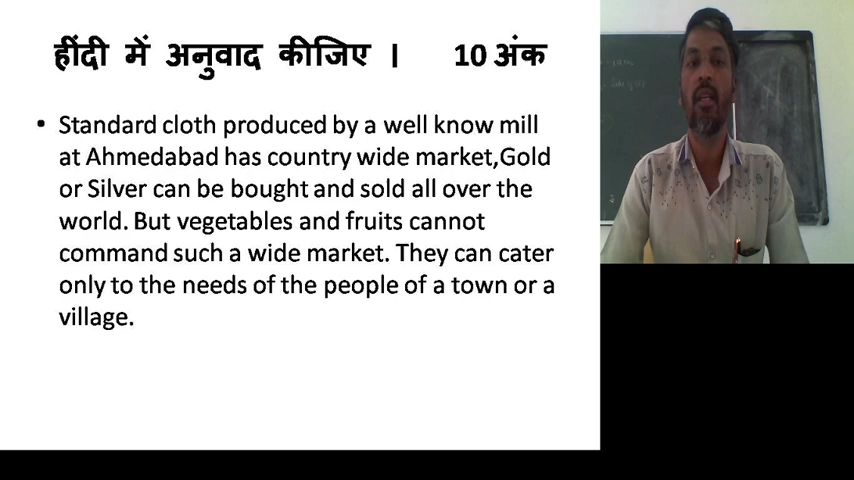 हींदी में अनुवाद कीजिए । 10 अंक
• Standard cloth produced by a well know mill
at Ahmedabad has country wide market,Gold
or Silver can be bought and sold all over the
world. But vegetables and fruits cannot
command such a wide market. They can cater
only to the needs of the people of a town or a
village.